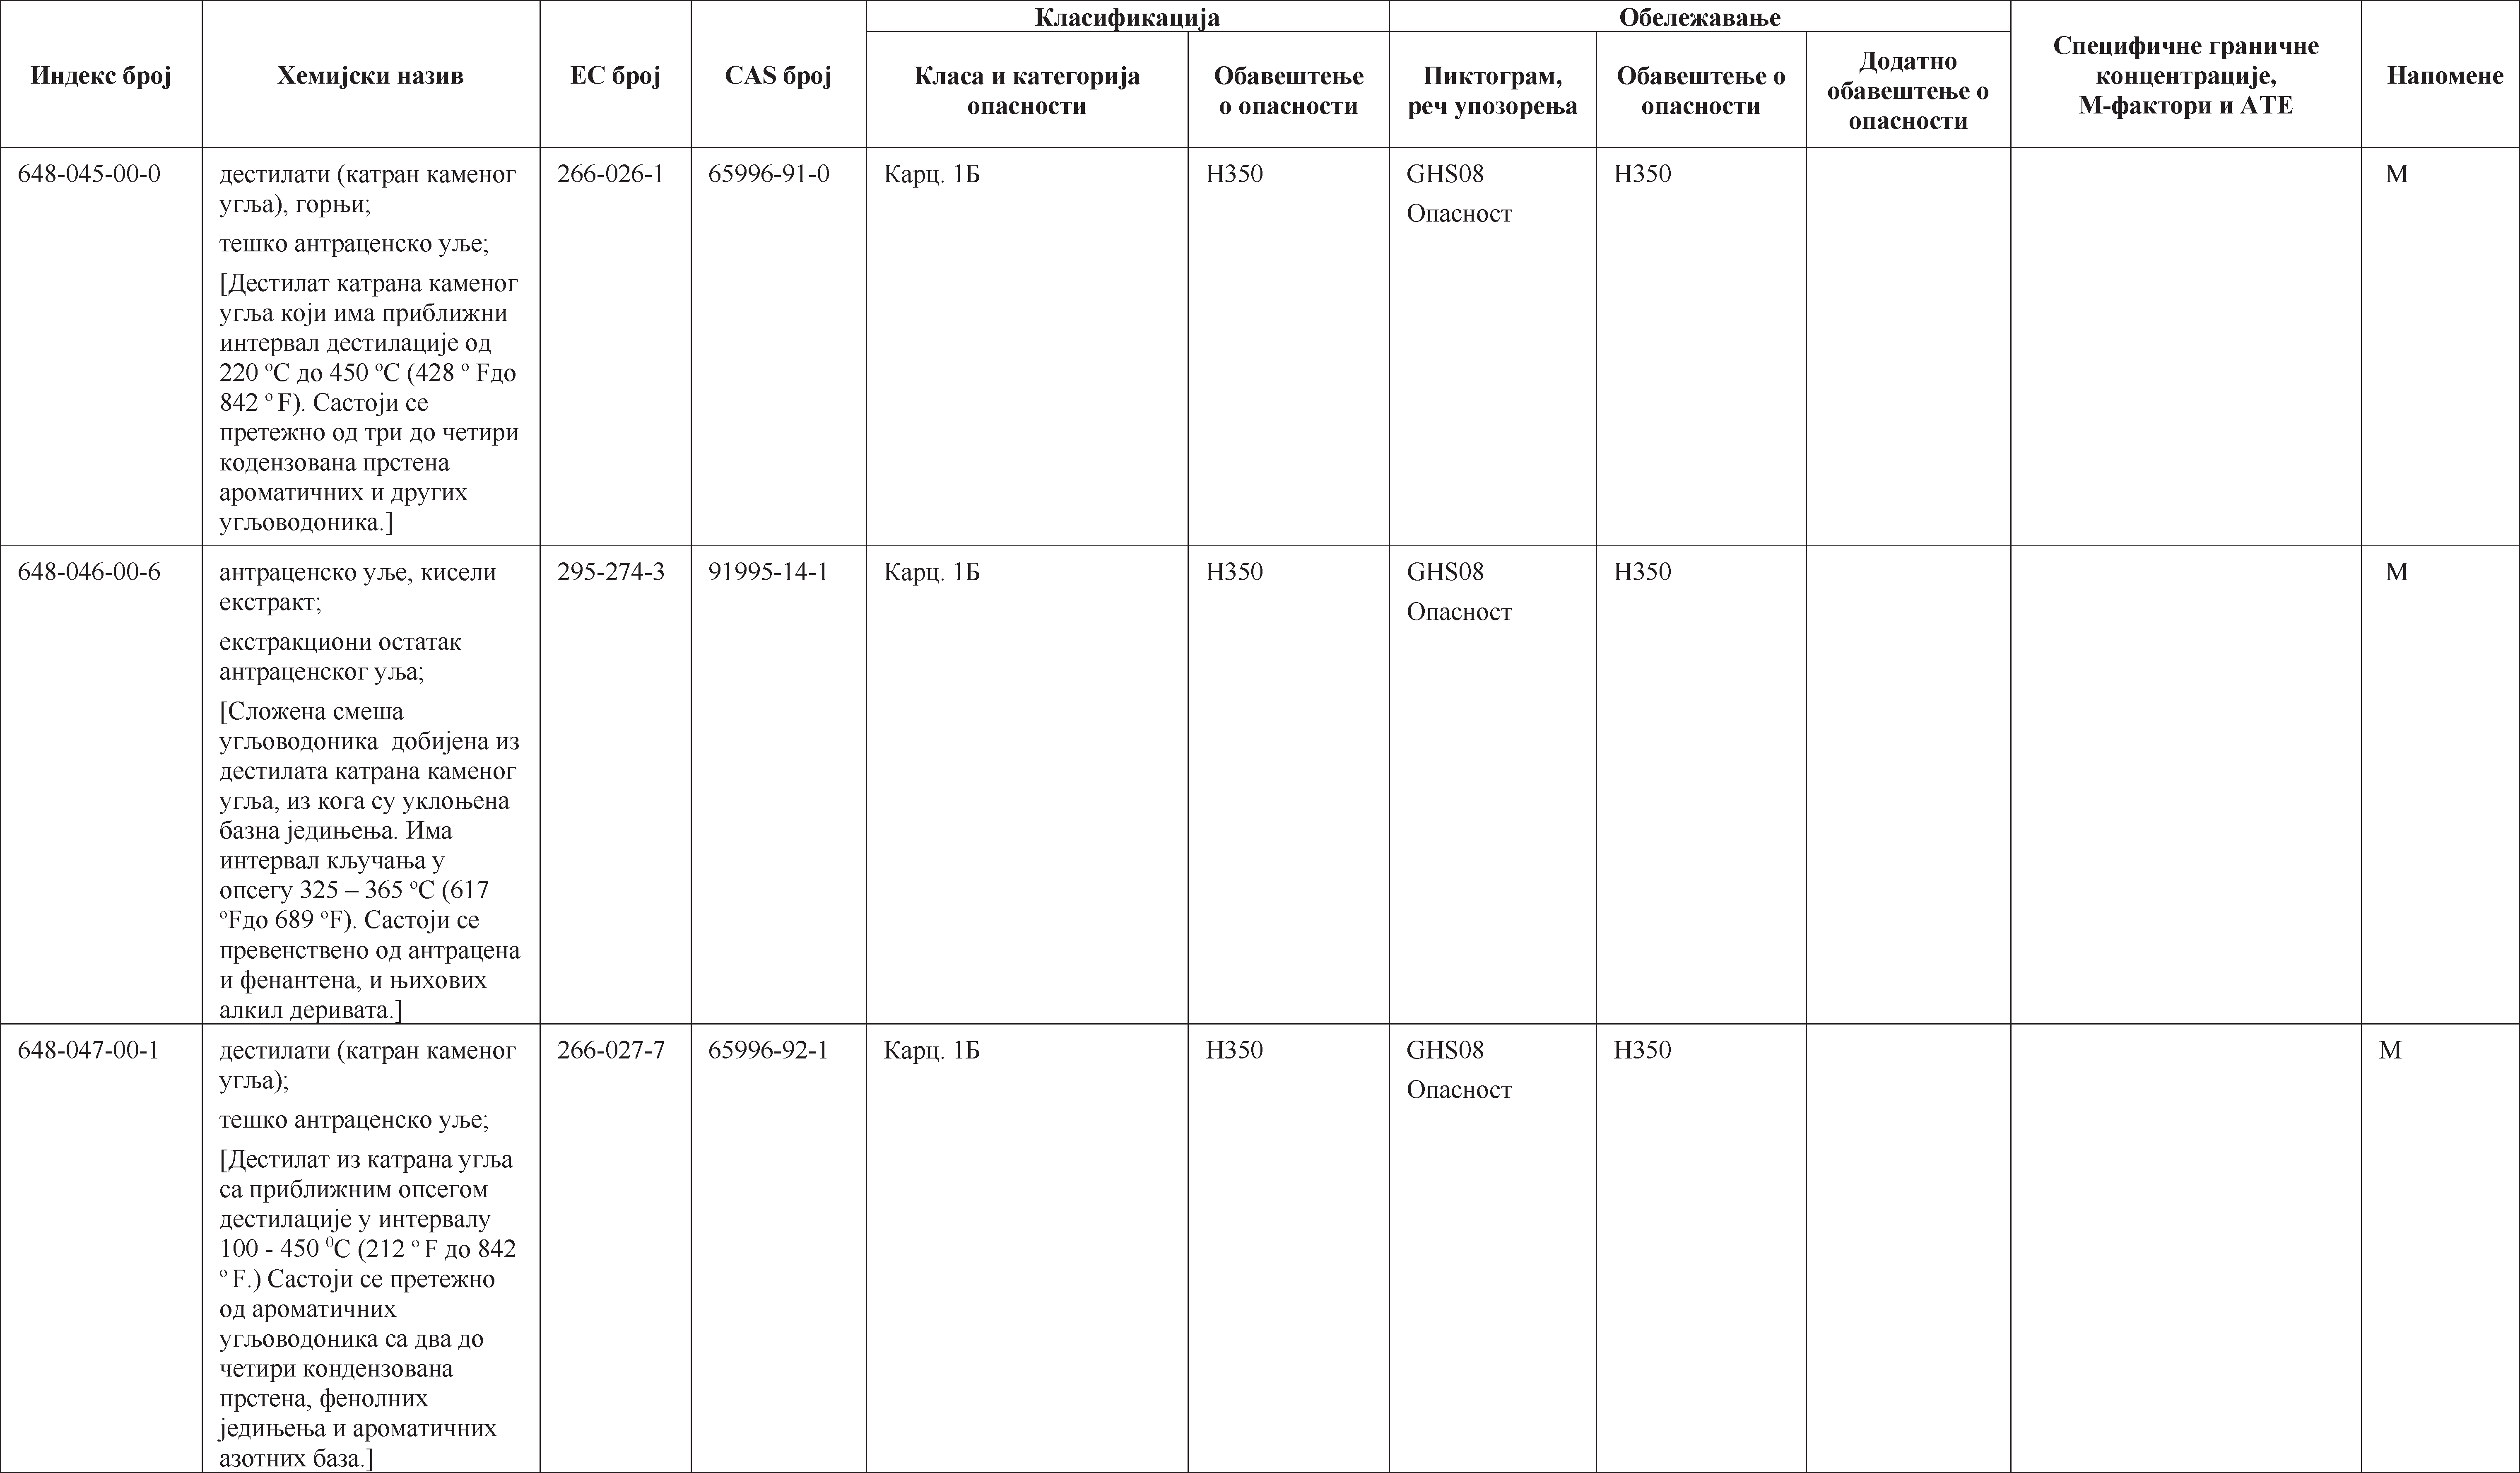 Индекс број
Хемијски назив
ЕС број
CAS број
Класификација
Класа и категорија
опасности
Обавештење
о опасности
Обележавање
Пиктограм,
реч упозорења
Обавештење о
опасности
Додатно
обавештење о
опасности
Специфичне граничне
концентрације,
М-фактори и АТЕ
Напомене
648-045-00-0
дестилати (катран каменог
угља), горњи;
тешко антраценско уље;
[Дестилат катрана каменог
угља који има приближни
интервал дестилације од
220 ºC до 450 ºC (428 º Fдо
842 º F). Састоји се
претежно од три до четири
кодензована прстена
ароматичних и других
угљоводоника.]
266-026-1
65996-91-0
Карц. 1Б
H350
GHS08
Опасност
H350
М
648-046-00-6
антраценско уље, кисели
екстракт;
екстракциони остатак
антраценског уља;
[Сложена смеша
угљоводоника  добијена из
дестилата катрана каменог
угља, из кога су уклоњена
базна једињења. Има
интервал кључања у
опсегу 325 – 365 ºC (617
ºFдо 689 ºF). Састоји се
превенствено од антрацена
и фенантена, и њихових
алкил деривата.]
295-274-3
91995-14-1
Карц. 1Б
H350
GHS08
Опасност
H350
М
648-047-00-1
дестилати (катран каменог
угља);
тешко антраценско уље;
[Дестилат из катрана угља
са приближним опсегом
дестилације у интервалу
100 - 450 ⁰C (212 º F до 842
º F.) Састоји се претежно
од ароматичних
угљоводоника са два до
четири кондензована
прстена, фенолних
једињења и ароматичних
азотних база.]
266-027-7
65996-92-1
Карц. 1Б
H350
GHS08
Опасност
H350
М